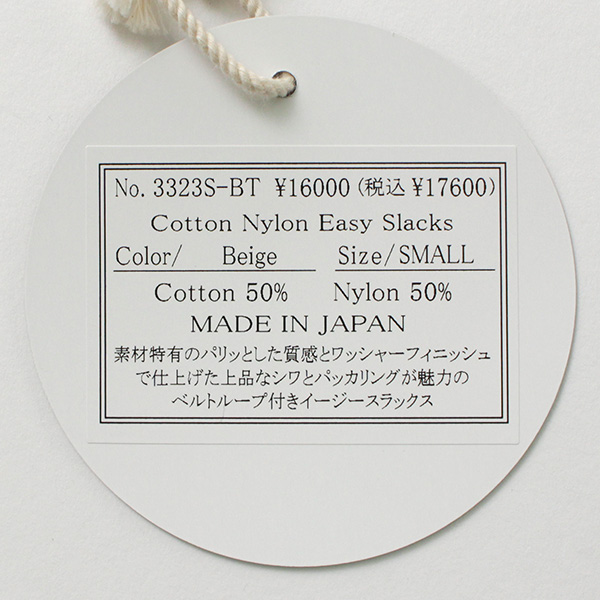 No. 3323S-BT ¥16000(税込¥17600)
Cotton Nylon Easy Slacks
Color/ Beige Size/SMALL
Cotton 50% Nylon 50%
MADE IN JAPAN
素材特有のパリッとした質感とワッシャーフィニッシュ
で仕上げた上品なシワとパッカリングが魅力の
ベルトループ付きイージースラックス